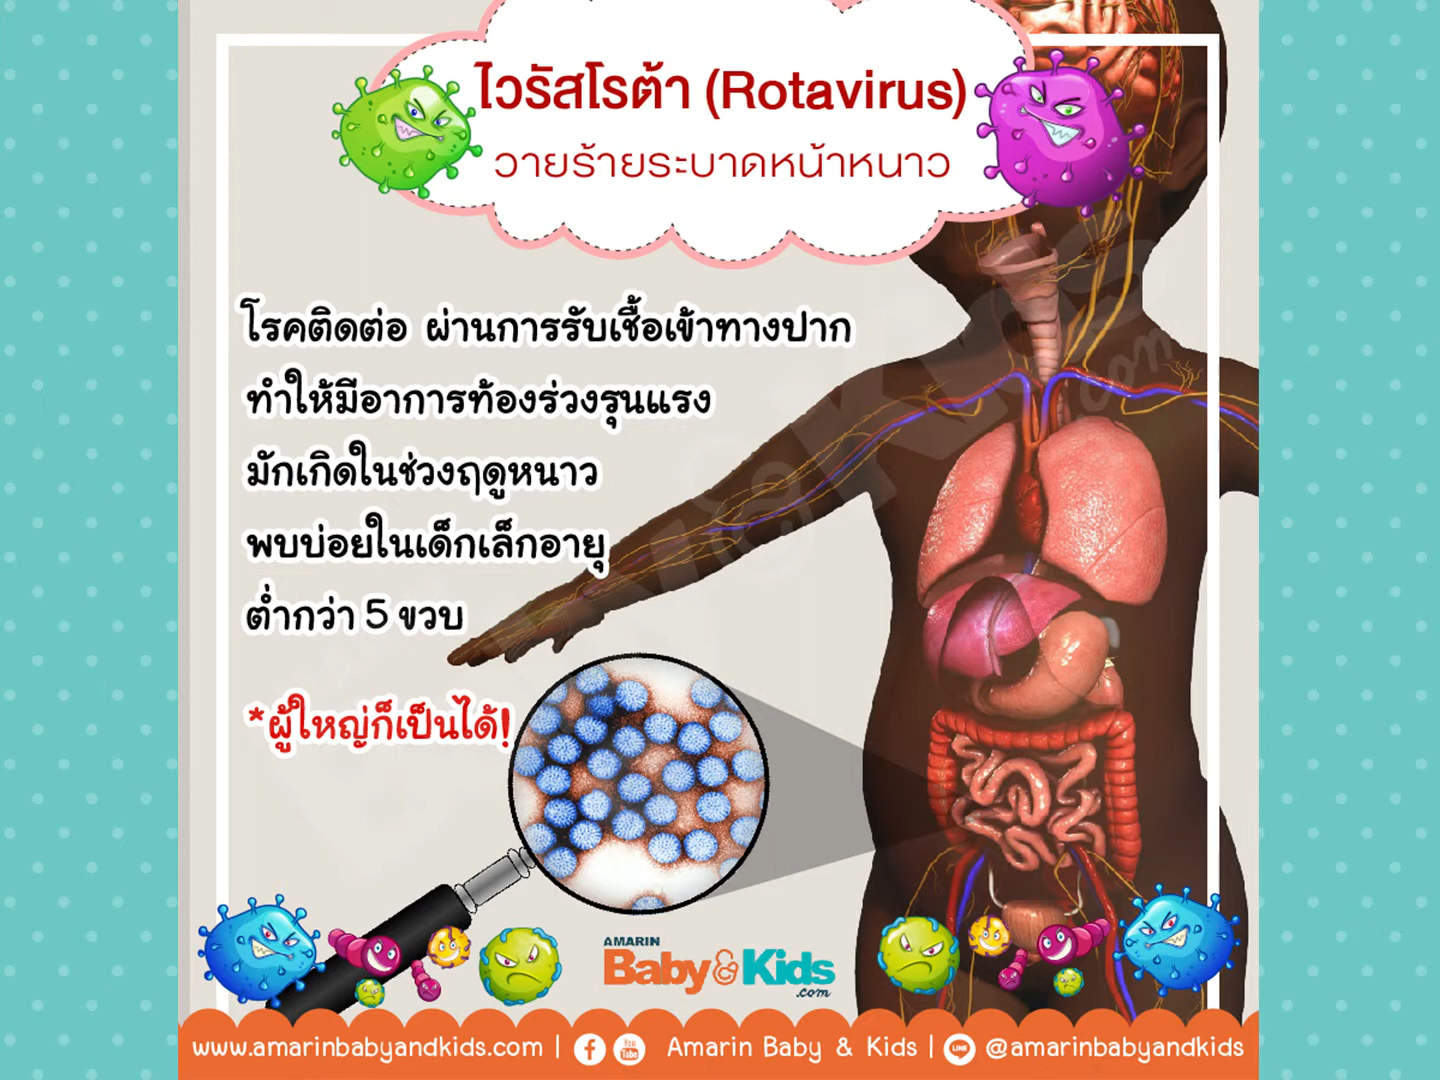 ไวรัสโรต้า (Rotavirus)
วายร้ายระบาดหน้าหนาว
โรคติดต่อ ผ่านการรับเชื้อเข้าทางปาก
ทำให้มีอาการท้องร่วงรุนแรง
มักเกิดในช่วงฤดูหนาว
พบบ่อยในเด็กเล็กอายุ
ต่ำกว่า 5 ขวบ
*ผู้ใหญ่ก็เป็นได้!
AMARIN
Baby & Kids
.com
www.amarinbabyandkids.com | f You Tube Amarin Baby & Kids | LINE @amarinbabyandkids